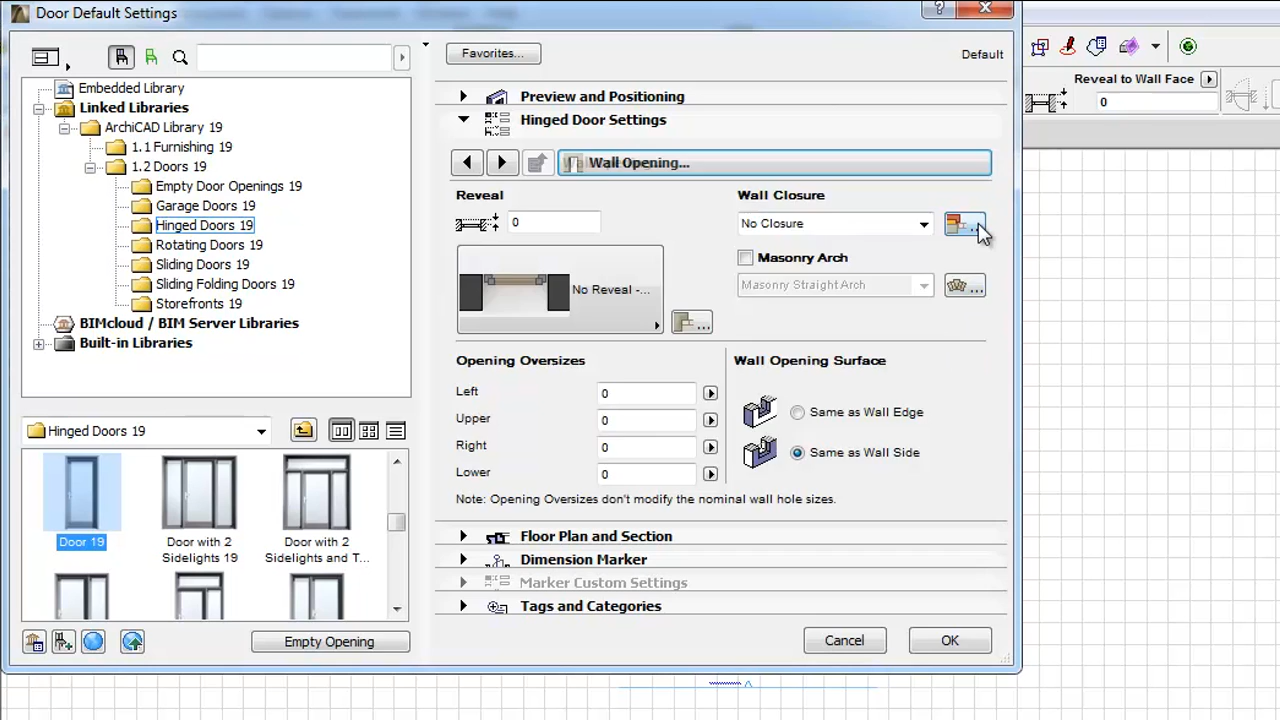 Door Default Settings
?
Embedded Library
Linked Libraries
ArchiCAD Library 19
1.1 Furnishing 19
1.2 Doors 19
Empty Door Openings 19
Garage Doors 19
Hinged Doors 19
Rotating Doors 19
Sliding Doors 19
Sliding Folding Doors 19
Storefronts 19
BIMcloud / BIM Server Libraries
Built-in Libraries
Hinged Doors 19
Door 19
Door with 2
Sidelights 19
Door with 2
Sidelights and T...
Empty Opening
Favorites...
Default
Preview and Positioning
Hinged Door Settings
Wall Opening...
Reveal
0
No Reveal -...
...
Wall Closure
No Closure
...
Masonry Arch
Masonry Straight Arch
...
Opening Oversizes
Left
0
Upper
0
Right
0
Lower
0
Wall Opening Surface
Same as Wall Edge
Same as Wall Side
Note: Opening Oversizes don't modify the nominal wall hole sizes.
Floor Plan and Section
Dimension Marker
Marker Custom Settings
Tags and Categories
Cancel
OK
Reveal to Wall Face
0